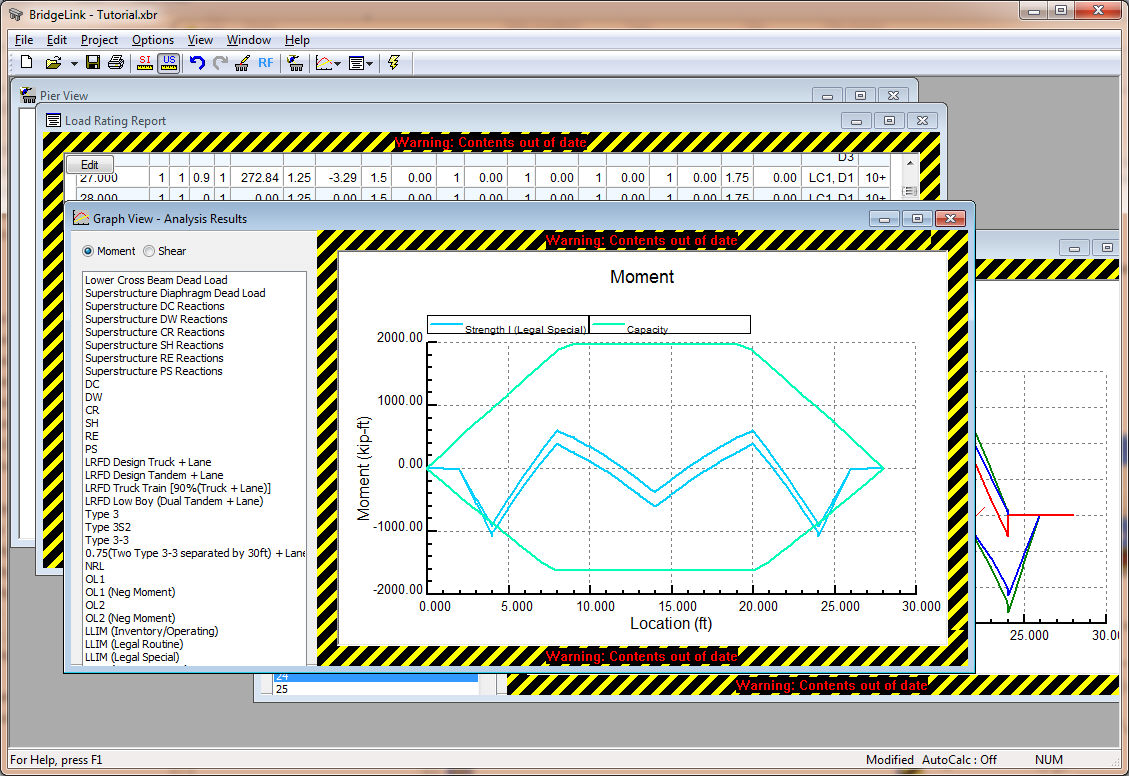 BridgeLink - Tutorial.xbr
File Edit Project Options View Window Help
SI US RF
Pier View
Load Rating Report
Warning: Contents out of date
Edit
D3
27.000 1 1 0.9 1 272.84 1.25 -3.29 1.5 0.00 1 0.00 1 0.00 1 0.00 1 0.00 1.75 0.00 LC1, D1 10+
28.000 1 1 0 1 0.00 1.25 0.00 1.5 0.00 1 0.00 1 0.00 1 0.00 1 0.00 1.75 0.00 LC1, D1 10+
Graph View - Analysis Results
Moment Shear
Lower Cross Beam Dead Load
Superstructure Diaphragm Dead Load
Superstructure DC Reactions
Superstructure DW Reactions
Superstructure CR Reactions
Superstructure SH Reactions
Superstructure RE Reactions
Superstructure PS Reactions
DC
DW
CR
SH
RE
PS
LRFD Design Truck + Lane
LRFD Design Tandem + Lane
LRFD Truck Train [90%(Truck + Lane)]
LRFD Low Boy (Dual Tandem + Lane)
Type 3
Type 3S2
Type 3-3
0.75(Two Type 3-3 separated by 30ft) + Lane
NRL
OL1
OL1 (Neg Moment)
OL2
OL2 (Neg Moment)
LLIM (Inventory/Operating)
LLIM (Legal Routine)
LLIM (Legal Special)
Warning: Contents out of date
Moment
Strength I (Legal Special) Capacity
2000.00
1000.00
0.00
-1000.00
-2000.00
Moment (kip-ft)
0.000 5.000 10.000 15.000 20.000 25.000 30.000
Location (ft)
Warning: Contents out of date
25.000 30.0
24
25
Warning: Contents out of date
For Help, press F1 Modified AutoCalc : Off NUM